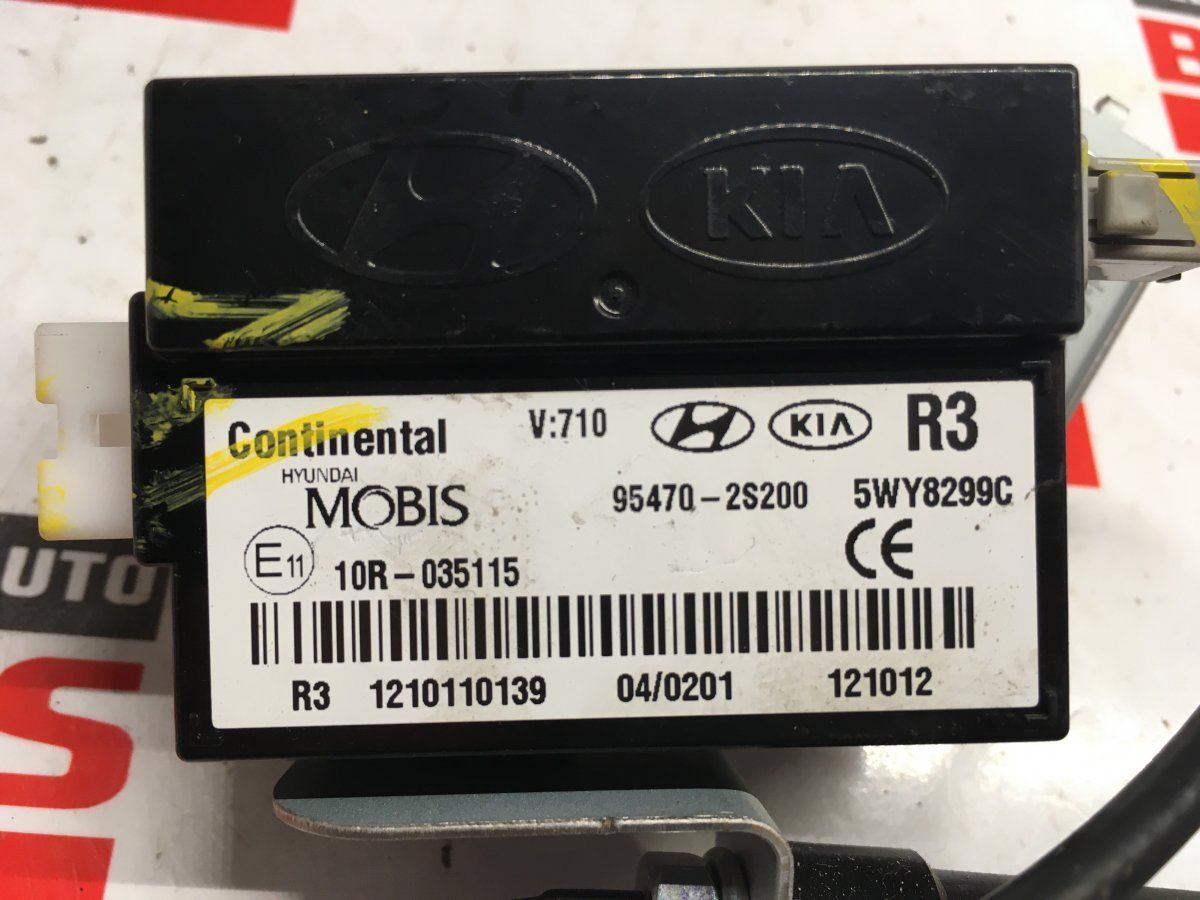 KIA
Continental V:710 KIA R3
HYUNDAI
MOBIS 95470-2S200 5WY8299C
E11 10R-035115 CE
R3 1210110139 04/0201 121012
UTO
S